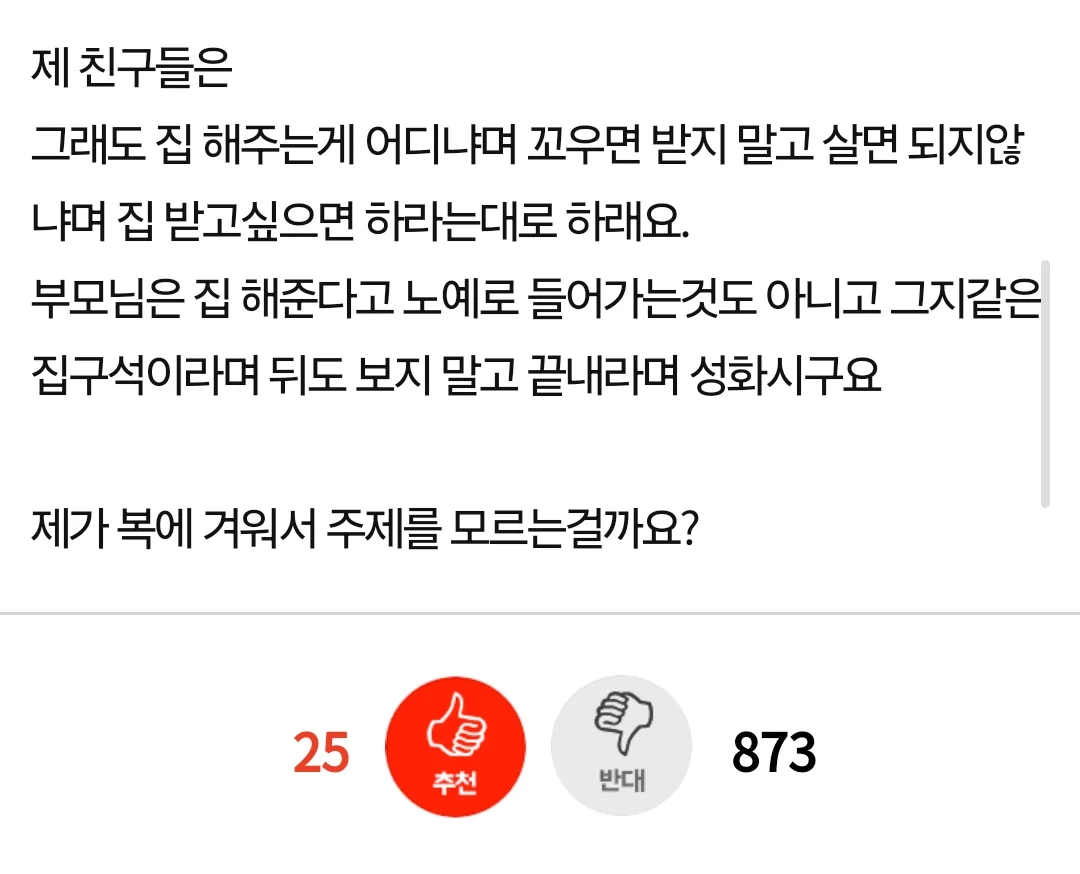 제 친구들은
그래도 집 해주는게 어디냐며 꼬우면 받지 말고 살면 되지않
냐며 집 받고싶으면 하라는대로 하래요.
부모님은 집 해준다고 노예로 들어가는것도 아니고 그지같은
집구석이라며 뒤도 보지 말고 끝내라며 성화시구요
제가 복에 겨워서 주제를 모르는걸까요?
25 추천 반대 873